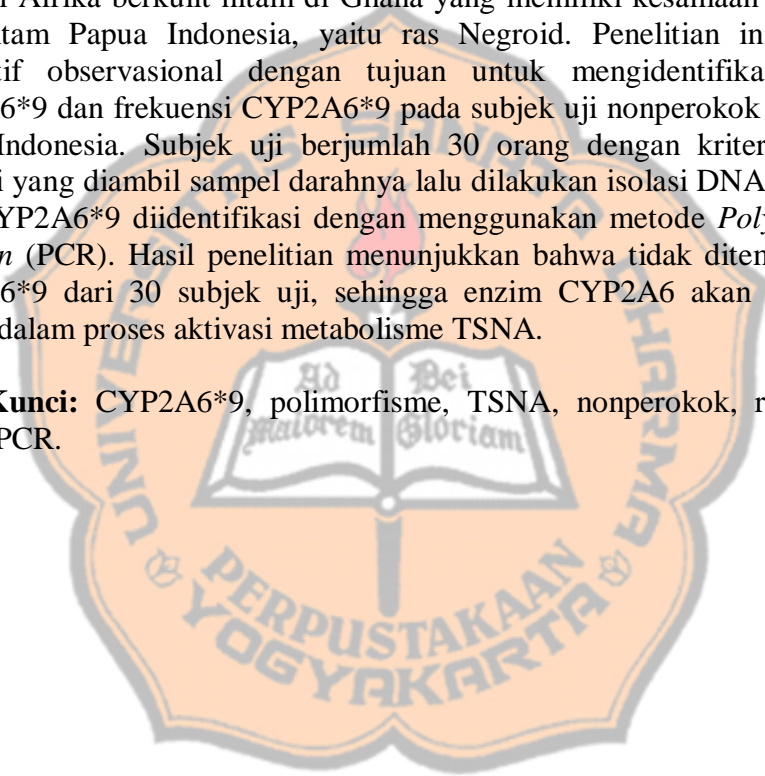 i Afrika berkulit hitam di Ghana yang memiliki kesamaan
itam Papua Indonesia, yaitu ras Negroid. Penelitian in
tif observasional dengan tujuan untuk mengidentifika
6*9 dan frekuensi CYP2A6*9 pada subjek uji nonperokok
Indonesia. Subjek uji berjumlah 30 orang dengan kriter
i yang diambil sampel darahnya lalu dilakukan isolasi DNA
YP2A6*9 diidentifikasi dengan menggunakan metode Poly
n (PCR). Hasil penelitian menunjukkan bahwa tidak diten
6*9 dari 30 subjek uji, sehingga enzim CYP2A6 akan
dalam proses aktivasi metabolisme TSNA.
Kunci: CYP2A6*9, polimorfisme, TSNA, nonperokok, r
PCR.
UNIVERSITAS SANATA DHARMA
Ad Dei
Maiorem Gloriam
PERPUSTAKAAN
YOGYAKARTA